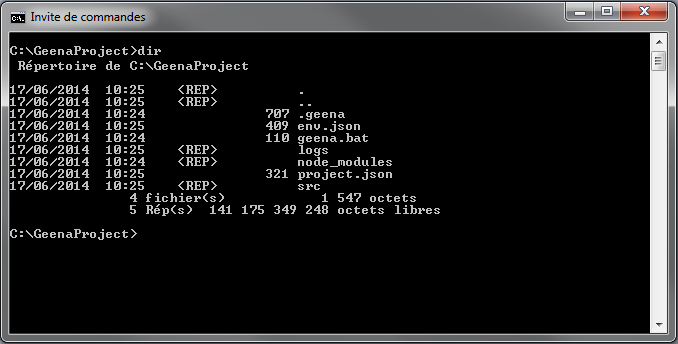 Invite de commandes
C:\GeenaProject>dir
Répertoire de C:\GeenaProject
17/06/2014  10:25    <REP>          .
17/06/2014  10:25    <REP>          ..
17/06/2014  10:24               707 .geena
17/06/2014  10:25               409 env.json
17/06/2014  10:24               110 geena.bat
17/06/2014  10:25    <REP>          logs
17/06/2014  10:24    <REP>          node_modules
17/06/2014  10:25               321 project.json
17/06/2014  10:25    <REP>          src
4 fichier(s)            1 547 octets
5 Rép(s)  141 175 349 248 octets libres
C:\GeenaProject>